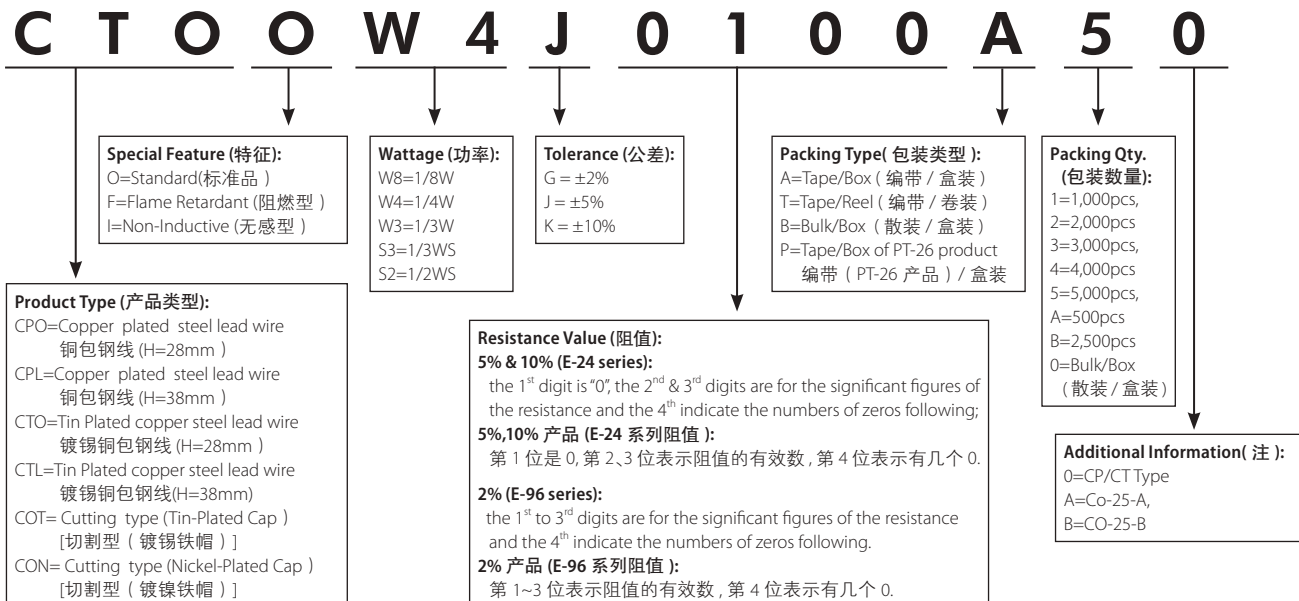 C T O O W 4 J 0 1 0 0 A 5 0
Special Feature (特征):
O=Standard(标准品 )
F=Flame Retardant (阻燃型 )
I=Non-Inductive (无感型 )
Wattage (功率):
W8=1/8W
W4=1/4W
W3=1/3W
S3=1/3WS
S2=1/2WS
Tolerance (公差):
G = ±2%
J = ±5%
K = ±10%
Packing Type( 包装类型 ):
A=Tape/Box ( 编带 / 盒装 )
T=Tape/Reel ( 编带 / 卷装 )
B=Bulk/Box ( 散装 / 盒装 )
P=Tape/Box of PT-26 product
编带 ( PT-26 产品 ) / 盒装
Packing Qty.
(包装数量):
1=1,000pcs,
2=2,000pcs
3=3,000pcs,
4=4,000pcs
5=5,000pcs,
A=500pcs
B=2,500pcs
0=Bulk/Box
( 散装 / 盒装 )
Product Type (产品类型):
CPO=Copper plated steel lead wire
铜包钢线 (H=28mm )
CPL=Copper plated steel lead wire
铜包钢线 (H=38mm)
CTO=Tin Plated copper steel lead wire
镀锡铜包钢线 (H=28mm )
CTL=Tin Plated copper steel lead wire
镀锡铜包钢线(H=38mm)
COT= Cutting type (Tin-Plated Cap )
[切割型 ( 镀锡铁帽 ) ]
CON= Cutting type (Nickel-Plated Cap )
[切割型 ( 镀镍铁帽 ) ]
Resistance Value (阻值):
5% & 10% (E-24 series):
the 1st digit is "0", the 2nd & 3rd digits are for the significant figures of
the resistance and the 4th indicate the numbers of zeros following;
5%,10% 产品 (E-24 系列阻值 ):
第 1 位是 0, 第 2、3 位表示阻值的有效数 , 第 4 位表示有几个 0.
2% (E-96 series):
the 1st to 3rd digits are for the significant figures of the resistance
and the 4th indicate the numbers of zeros following.
2% 产品 (E-96 系列阻值 ):
第 1~3 位表示阻值的有效数 , 第 4 位表示有几个 0.
Additional Information( 注 ):
0=CP/CT Type
A=Co-25-A,
B=CO-25-B